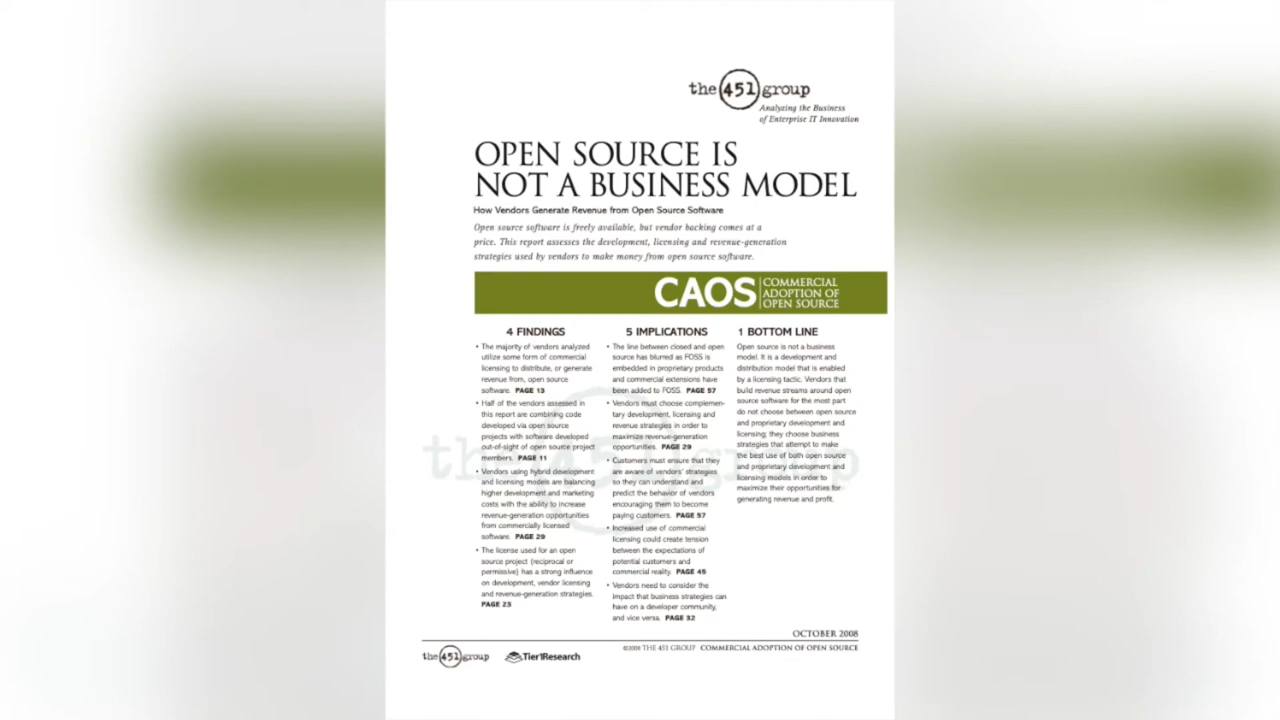 the 451 group
Analyzing the Business
of Enterprise IT Innovation
OPEN SOURCE IS
NOT A BUSINESS MODEL
How Vendors Generate Revenue from Open Source Software
Open source software is freely available, but vendor backing comes at a
price. This report assesses the development, licensing and revenue-generation
strategies used by vendors to make money from open source software.
CAOS
COMMERCIAL
ADOPTION OF
OPEN SOURCE
4 FINDINGS
• The majority of vendors analyzed
utilize some form of commercial
licensing to distribute, or generate
revenue from, open source
software. PAGE 13
• Half of the vendors assessed in
this report are combining code
developed via open source
projects with software developed
out-of-sight of open source project
members. PAGE 11
• Vendors using hybrid development
and licensing models are balancing
higher development and marketing
costs with the ability to increase
revenue-generation opportunities
from commercially licensed
software. PAGE 29
• The license used for an open
source project (reciprocal or
permissive) has a strong influence
on development, vendor licensing
and revenue-generation strategies.
PAGE 23
5 IMPLICATIONS
• The line between closed and open
source has blurred as FOSS is
embedded in proprietary products
and commercial extensions have
been added to FOSS. PAGE 57
• Vendors must choose complemen-
tary development, licensing and
revenue strategies in order to
maximize revenue-generation
opportunities. PAGE 29
• Customers must ensure that they
are aware of vendors' strategies
so they can understand and
predict the behavior of vendors
encouraging them to become
paying customers. PAGE 57
• Increased use of commercial
licensing could create tension
between the expectations of
potential customers and
commercial reality. PAGE 45
• Vendors need to consider the
impact that business strategies can
have on a developer community,
and vice versa. PAGE 32
1 BOTTOM LINE
Open source is not a business
model. It is a development and
distribution model that is enabled
by a licensing tactic. Vendors that
build revenue streams around open
source software for the most part
do not choose between open source
and proprietary development and
licensing; they choose business
strategies that attempt to make
the best use of both open source
and proprietary development and
licensing models in order to
maximize their opportunities for
generating revenue and profit.
the 451 group
OCTOBER 2008
the 451 group
Tier1Research
©2008 THE 451 GROUP COMMERCIAL ADOPTION OF OPEN SOURCE